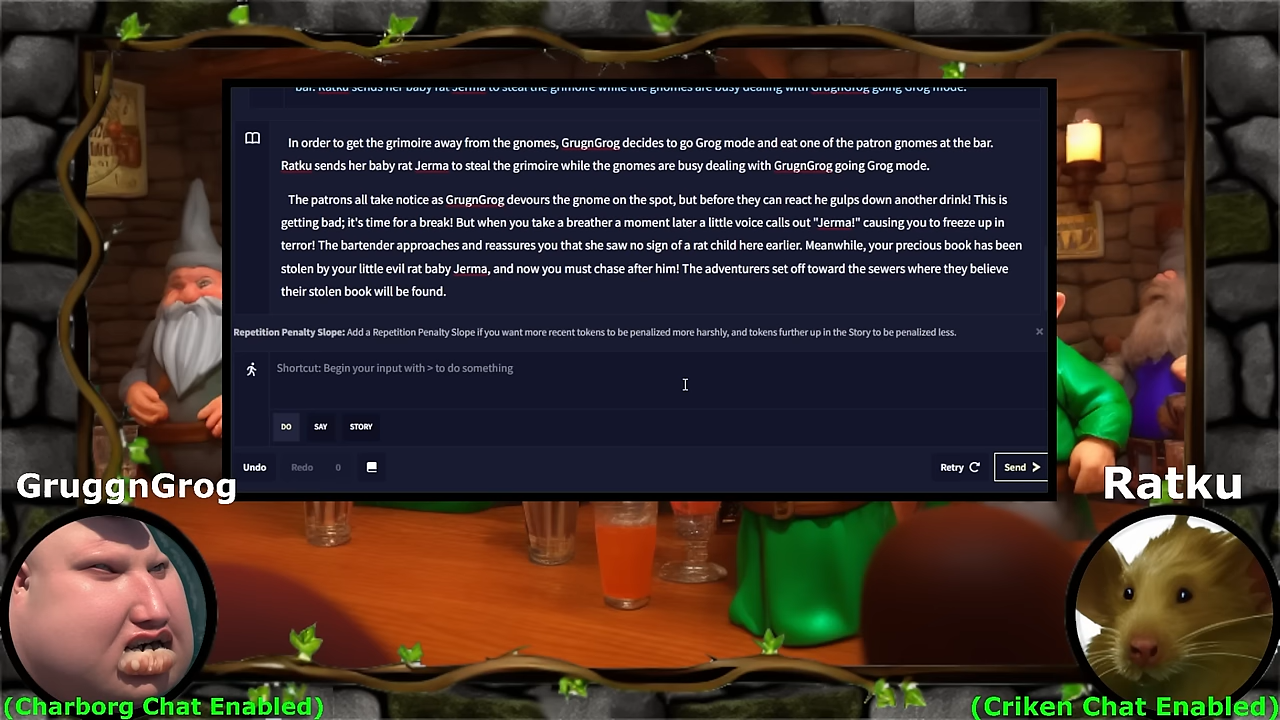 bar. Ratku sends her baby rat Jerma to steal the grimoire while the gnomes are busy dealing with GrugnGrog going Grog mode.
In order to get the grimoire away from the gnomes, GrugnGrog decides to go Grog mode and eat one of the patron gnomes at the bar.
Ratku sends her baby rat Jerma to steal the grimoire while the gnomes are busy dealing with GrugnGrog going Grog mode.
The patrons all take notice as GrugnGrog devours the gnome on the spot, but before they can react he gulps down another drink! This is
getting bad; it's time for a break! But when you take a breather a moment later a little voice calls out "Jerma!" causing you to freeze up in
terror! The bartender approaches and reassures you that she saw no sign of a rat child here earlier. Meanwhile, your precious book has been
stolen by your little evil rat baby Jerma, and now you must chase after him! The adventurers set off toward the sewers where they believe
their stolen book will be found.
Repetition Penalty Slope: Add a Repetition Penalty Slope if you want more recent tokens to be penalized more harshly, and tokens further up in the Story to be penalized less.
Shortcut: Begin your input with > to do something
DO SAY STORY
Undo Redo 0 Retry Send
GruggnGrog
Ratku
(Charborg Chat Enabled)
(Criken Chat Enabled)